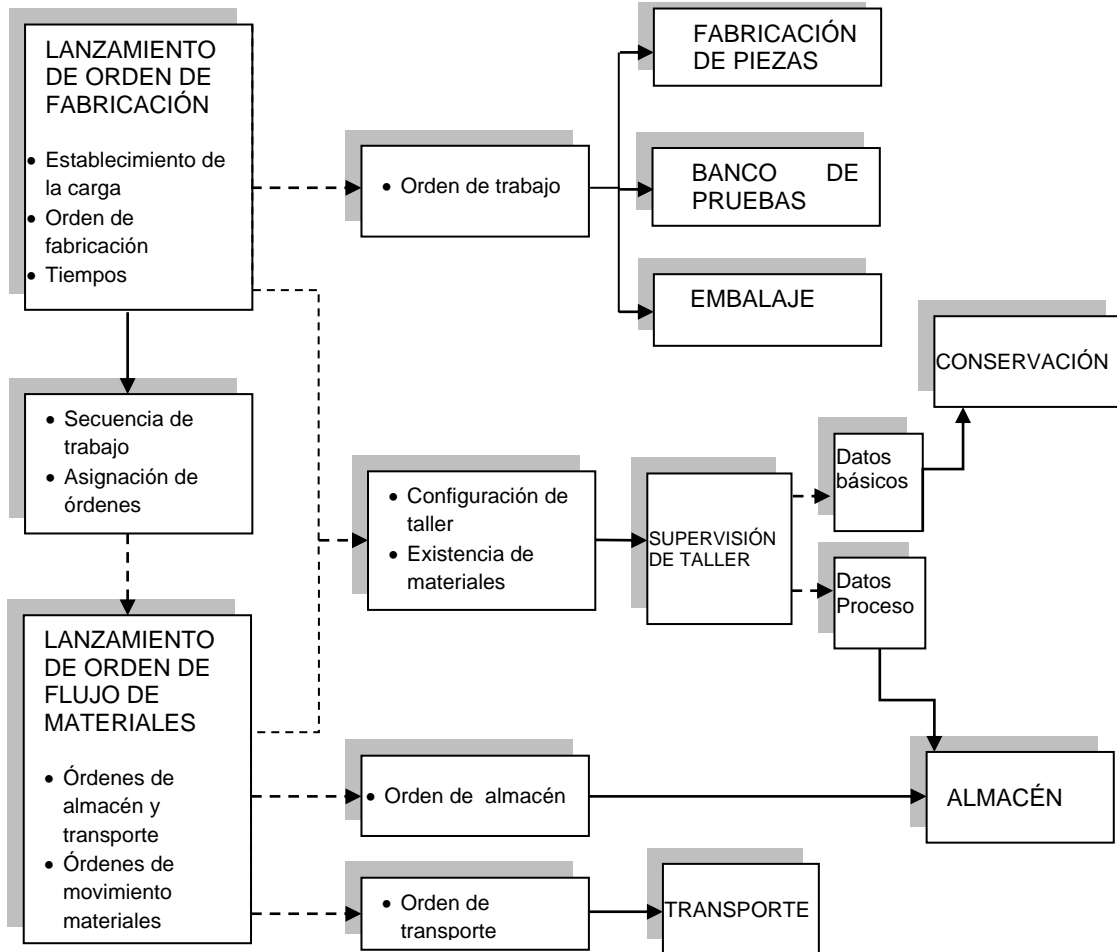 LANZAMIENTO
DE ORDEN DE
FABRICACIÓN
• Establecimiento de
la carga
• Orden de
fabricación
• Tiempos
• Orden de trabajo
FABRICACIÓN
DE PIEZAS
BANCO DE
PRUEBAS
EMBALAJE
CONSERVACIÓN
• Secuencia de
trabajo
• Asignación de
órdenes
• Configuración de
taller
• Existencia de
materiales
SUPERVISIÓN
DE TALLER
Datos
básicos
Datos
Proceso
LANZAMIENTO
DE ORDEN DE
FLUJO DE
MATERIALES
• Órdenes de
almacén y
transporte
• Órdenes de
movimiento
materiales
• Orden de almacén
ALMACÉN
• Orden de
transporte
TRANSPORTE